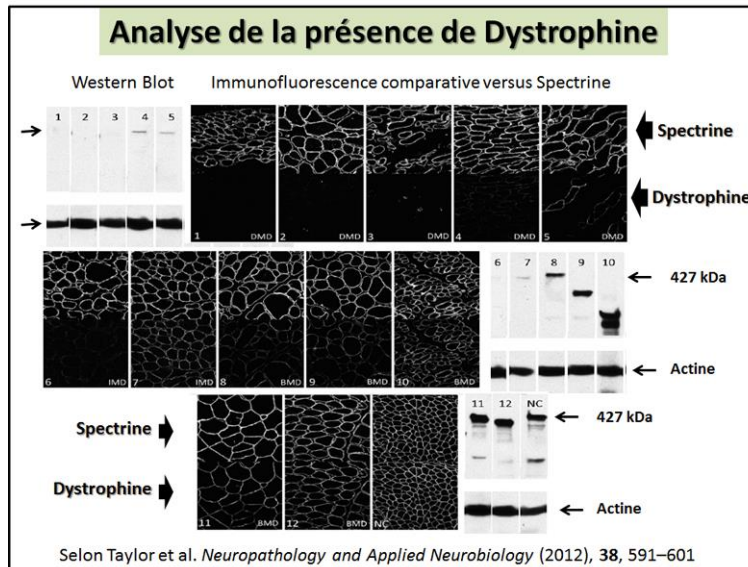 Analyse de la présence de Dystrophine
Western Blot
Immunofluorescence comparative versus Spectrine
1 2 3 4 5
Spectrine
Dystrophine
1 DMD 2 DMD 3 DMD 4 DMD 5 DMD
6 7 8 9 10
427 kDa
Actine
6 IMD 7 IMD 8 BMD 9 BMD 10 BMD
11 12 NC
Spectrine
427 kDa
Dystrophine
Actine
11 BMD 12 BMD NC
Selon Taylor et al. Neuropathology and Applied Neurobiology (2012), 38, 591–601